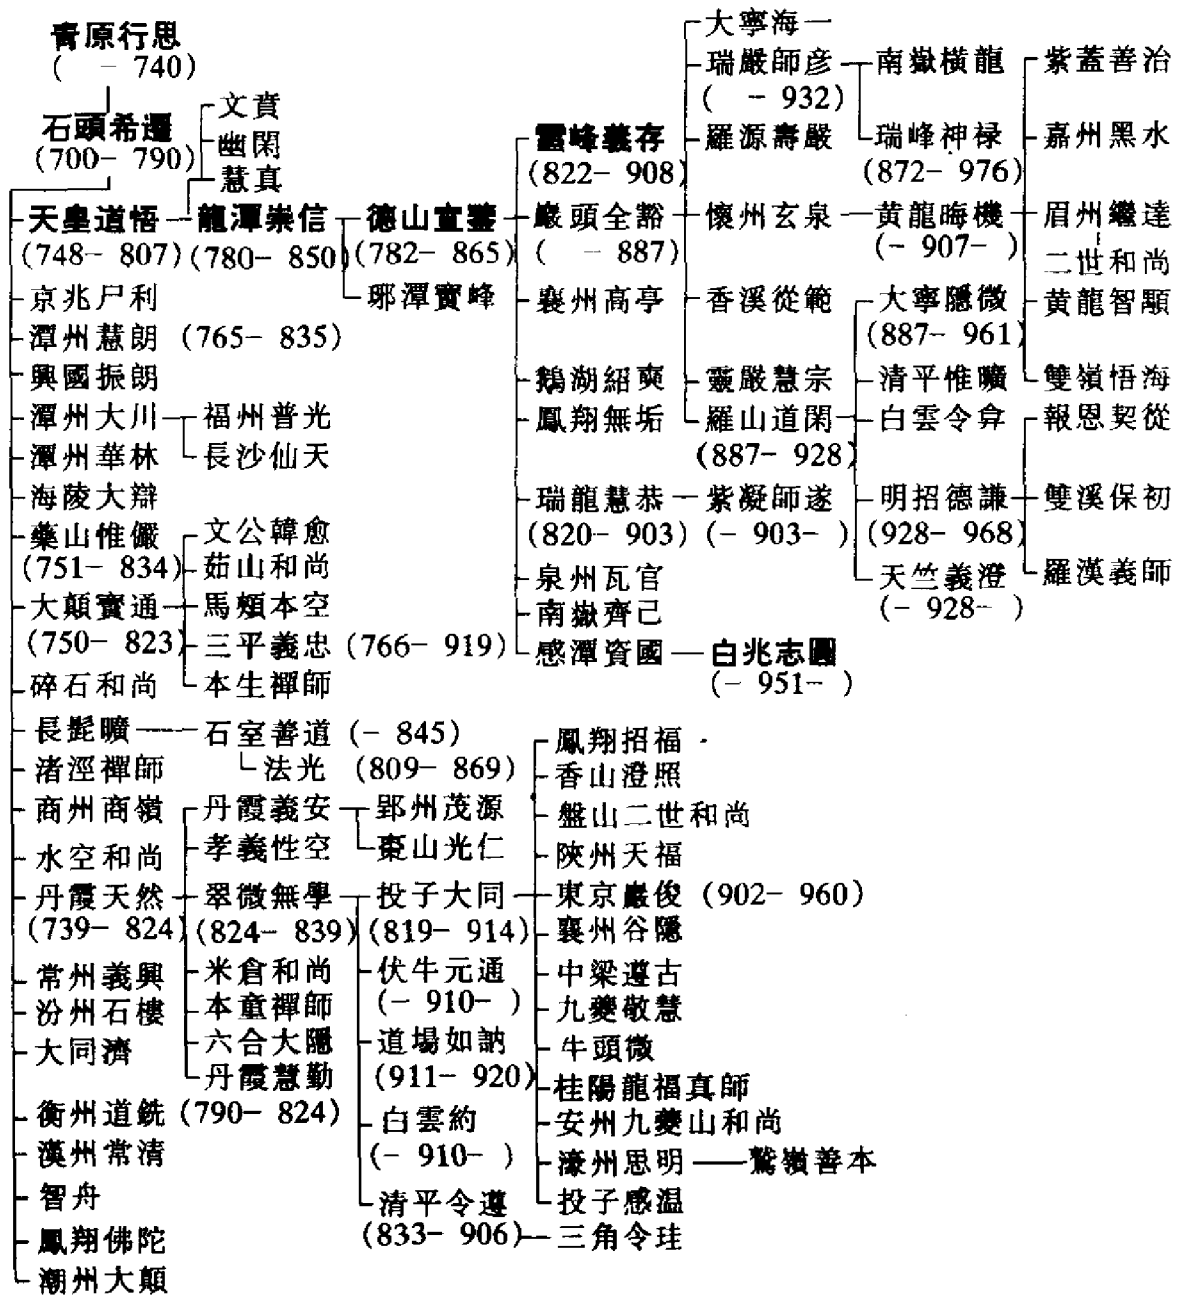 青原行思
( －740)
石頭希遷
(700－790)
文賁
幽閑
慧真
天皇道悟
(748－807)
龍潭崇信
(780－850)
德山宣鑒
(782－865)
瑯潭寶峰
京兆尸利
潭州慧朗 (765－835)
興國振朗
潭州大川
福州普光
長沙仙天
潭州華林
海陵大辯
藥山惟儼
(751－834)
大顛寶通
(750－823)
文公韓愈
茹山和尚
馬頰本空
三平義忠 (766－919)
本生禪師
碎石和尚
長髭曠
石室善道 (－845)
法光 (809－869)
渚涇禪師
商州商嶺
水空和尚
丹霞天然
(739－824)
丹霞義安
郢州茂源
棗山光仁
孝義性空
翠微無學
(824－839)
米倉和尚
本童禪師
六合大隱
丹霞慧勤
常州義興
汾州石樓
大同濟
衡州道銑 (790－824)
漢州常清
智舟
鳳翔佛陀
潮州大顛
投子大同
(819－914)
伏牛元通
(－910－ )
道場如訥
(911－920)
白雲約
(－910－ )
清平令遵
(833－906)
三角令珪
鳳翔招福
香山澄照
盤山二世和尚
陝州天福
東京巖俊 (902－960)
襄州谷隱
中梁遵古
九㚇敬慧
牛頭微
桂陽龍福真師
安州九㚇山和尚
濠州思明
鷲嶺善本
投子感溫
雪峰義存
(822－908)
巖頭全豁
( －887)
襄州高亭
鵝湖紹奭
鳳翔無垢
瑞龍慧恭
(820－903)
紫凝師遂
(－903－ )
泉州瓦官
南嶽齊己
感潭資國
白兆志圓
(－951－ )
大寧海一
瑞嚴師彦
( －932)
南嶽橫龍
瑞峰神禄
(872－976)
羅源壽嚴
懷州玄泉
黄龍晦機
(－907－ )
紫蓋善治
嘉州黑水
眉州繼達
二世和尚
黄龍智顒
雙嶺悟海
香溪從範
靈嚴慧宗
羅山道閑
(887－928)
大寧隱微
(887－961)
清平惟曠
白雲令弇
明招德謙
(928－968)
報恩契從
雙溪保初
羅漢義師
天竺義澄
(－928－ )